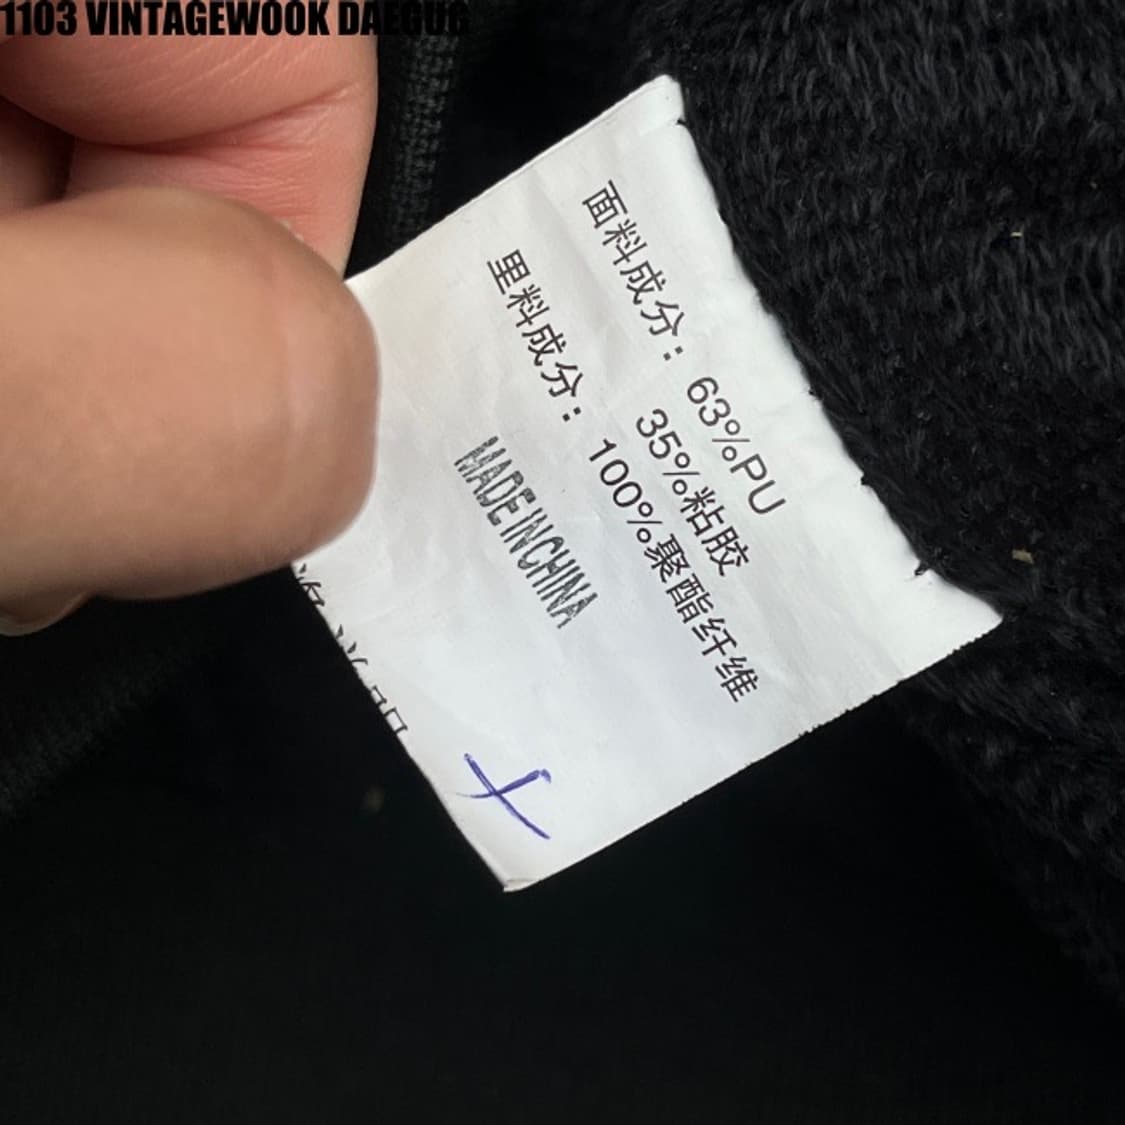 1103 VINTAGEWOOK DAEGUG
面料成分：63%PU
35%粘胶
里料成分：100%聚酯纤维
MADE IN CHINA